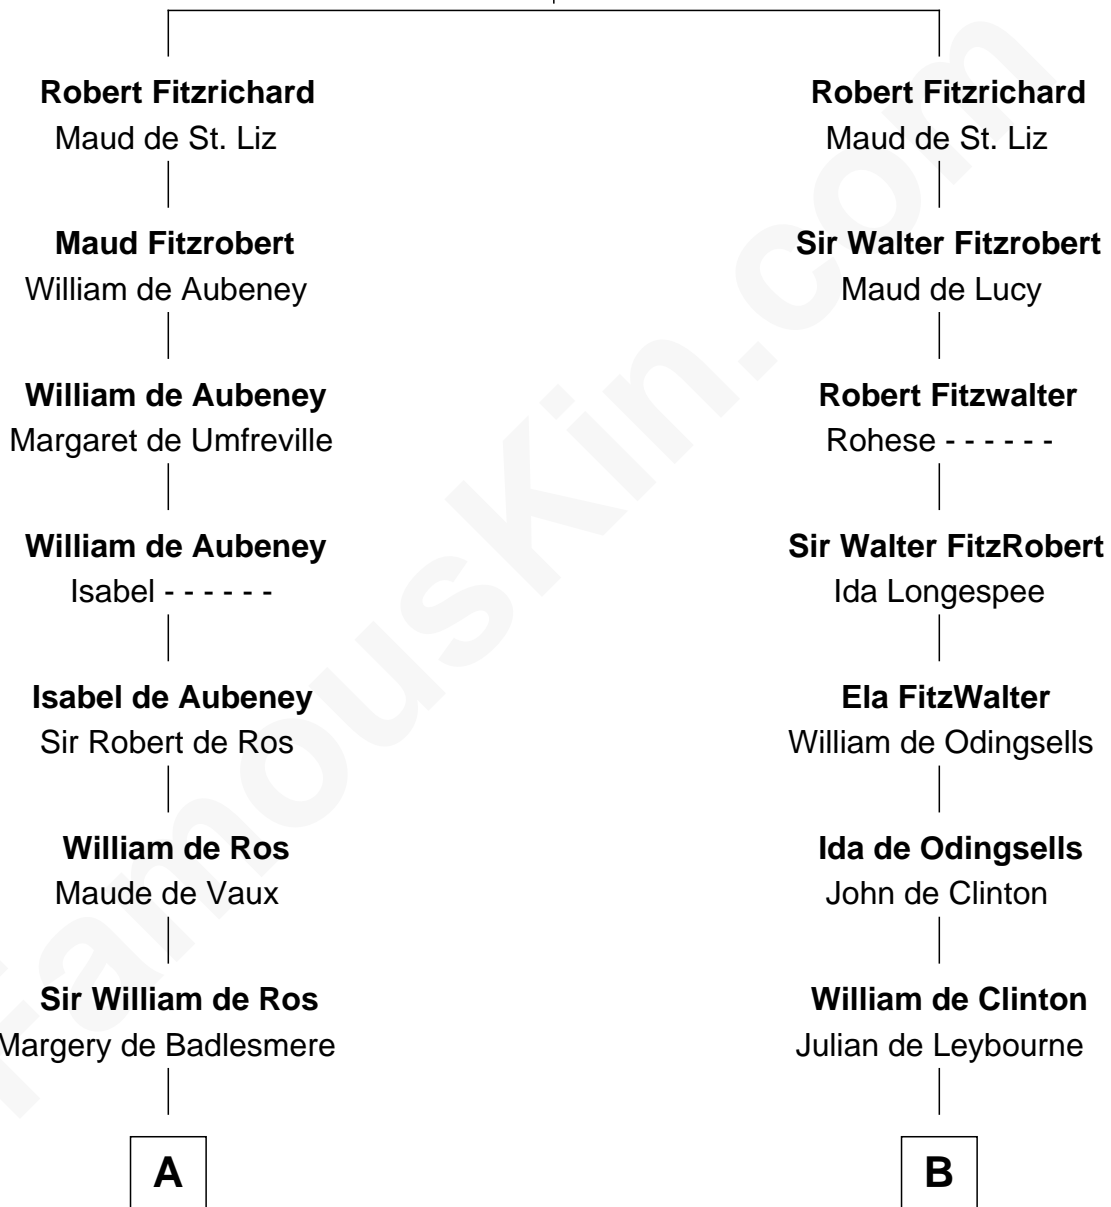 Robert Fitzrichard
Maud de St. Liz
Maud Fitzrobert
William de Aubeney
William de Aubeney
Margaret de Umfreville
William de Aubeney
Isabel - - - - - -
Isabel de Aubeney
Sir Robert de Ros
William de Ros
Maude de Vaux
Sir William de Ros
Margery de Badlesmere
A
Robert Fitzrichard
Maud de St. Liz
Sir Walter Fitzrobert
Maud de Lucy
Robert Fitzwalter
Rohese - - - - - -
Sir Walter FitzRobert
Ida Longespee
Ela FitzWalter
William de Odingsells
Ida de Odingsells
John de Clinton
William de Clinton
Julian de Leybourne
B
FamousKin.com